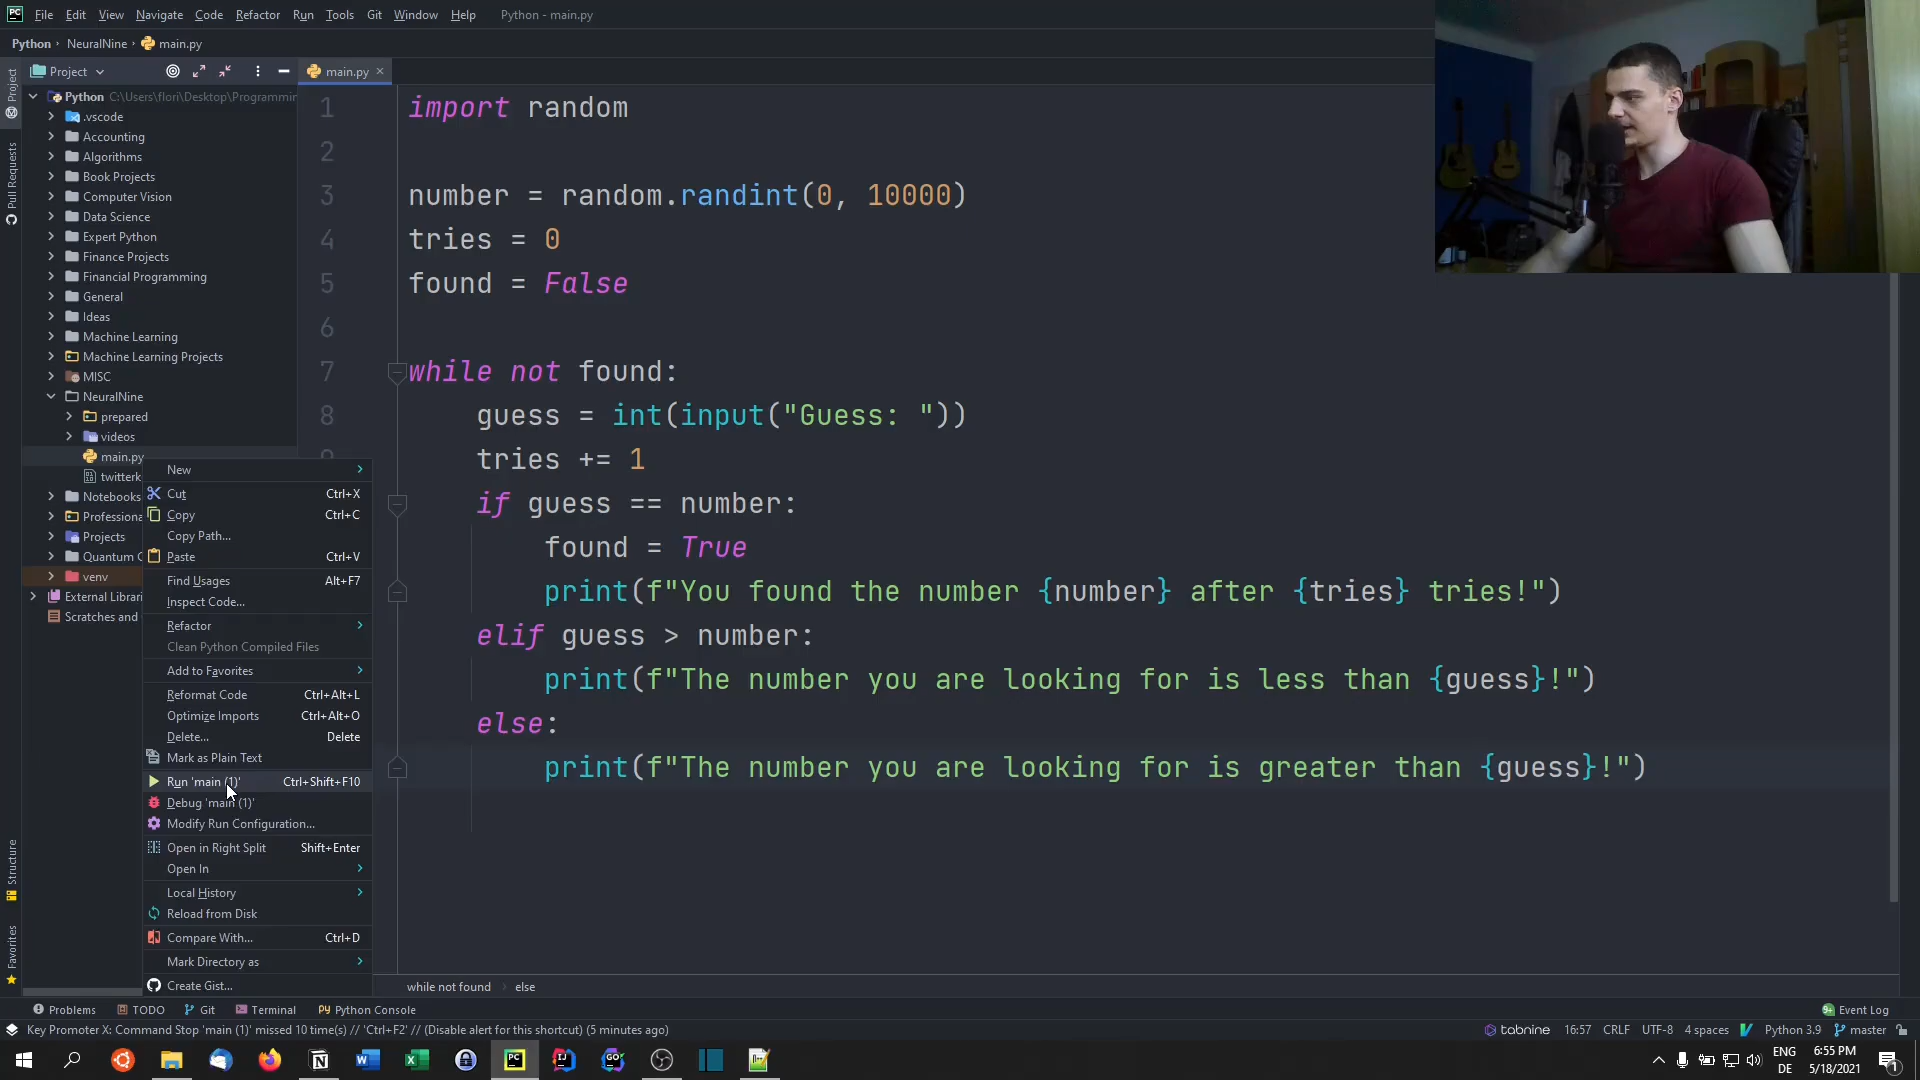 PC File Edit View Navigate Code Refactor Run Tools Git Window Help Python - main.py
Python NeuralNine main.py
Project
main.py
Python C:\Users\flori\Desktop\Programmin
.vscode
Accounting
Algorithms
Book Projects
Computer Vision
Data Science
Expert Python
Finance Projects
Financial Programming
General
Ideas
Machine Learning
Machine Learning Projects
MISC
NeuralNine
prepared
videos
main.py
twitterk
Notebooks
Professiona
Projects
Quantum C
venv
External Librari
Scratches and
Project
Pull Requests
Structure
Favorites
New
Cut Ctrl+X
Copy Ctrl+C
Copy Path...
Paste Ctrl+V
Find Usages Alt+F7
Inspect Code...
Refactor
Clean Python Compiled Files
Add to Favorites
Reformat Code Ctrl+Alt+L
Optimize Imports Ctrl+Alt+O
Delete... Delete
Mark as Plain Text
Run 'main (1)' Ctrl+Shift+F10
Debug 'main (1)'
Modify Run Configuration...
Open in Right Split Shift+Enter
Open In
Local History
Reload from Disk
Compare With... Ctrl+D
Mark Directory as
Create Gist...
1 import random
2
3 number = random.randint(0, 10000)
4 tries = 0
5 found = False
6
7 while not found:
8 guess = int(input("Guess: "))
tries += 1
if guess == number:
found = True
print(f"You found the number {number} after {tries} tries!")
elif guess > number:
print(f"The number you are looking for is less than {guess}!")
else:
print(f"The number you are looking for is greater than {guess}!")
while not found else
Problems TODO Git Terminal Python Console Event Log
Key Promoter X: Command Stop 'main (1)' missed 10 time(s) // 'Ctrl+F2' // (Disable alert for this shortcut) (5 minutes ago) tabnine 16:57 CRLF UTF-8 4 spaces Python 3.9 master
ENG 6:55 PM
DE 5/18/2021